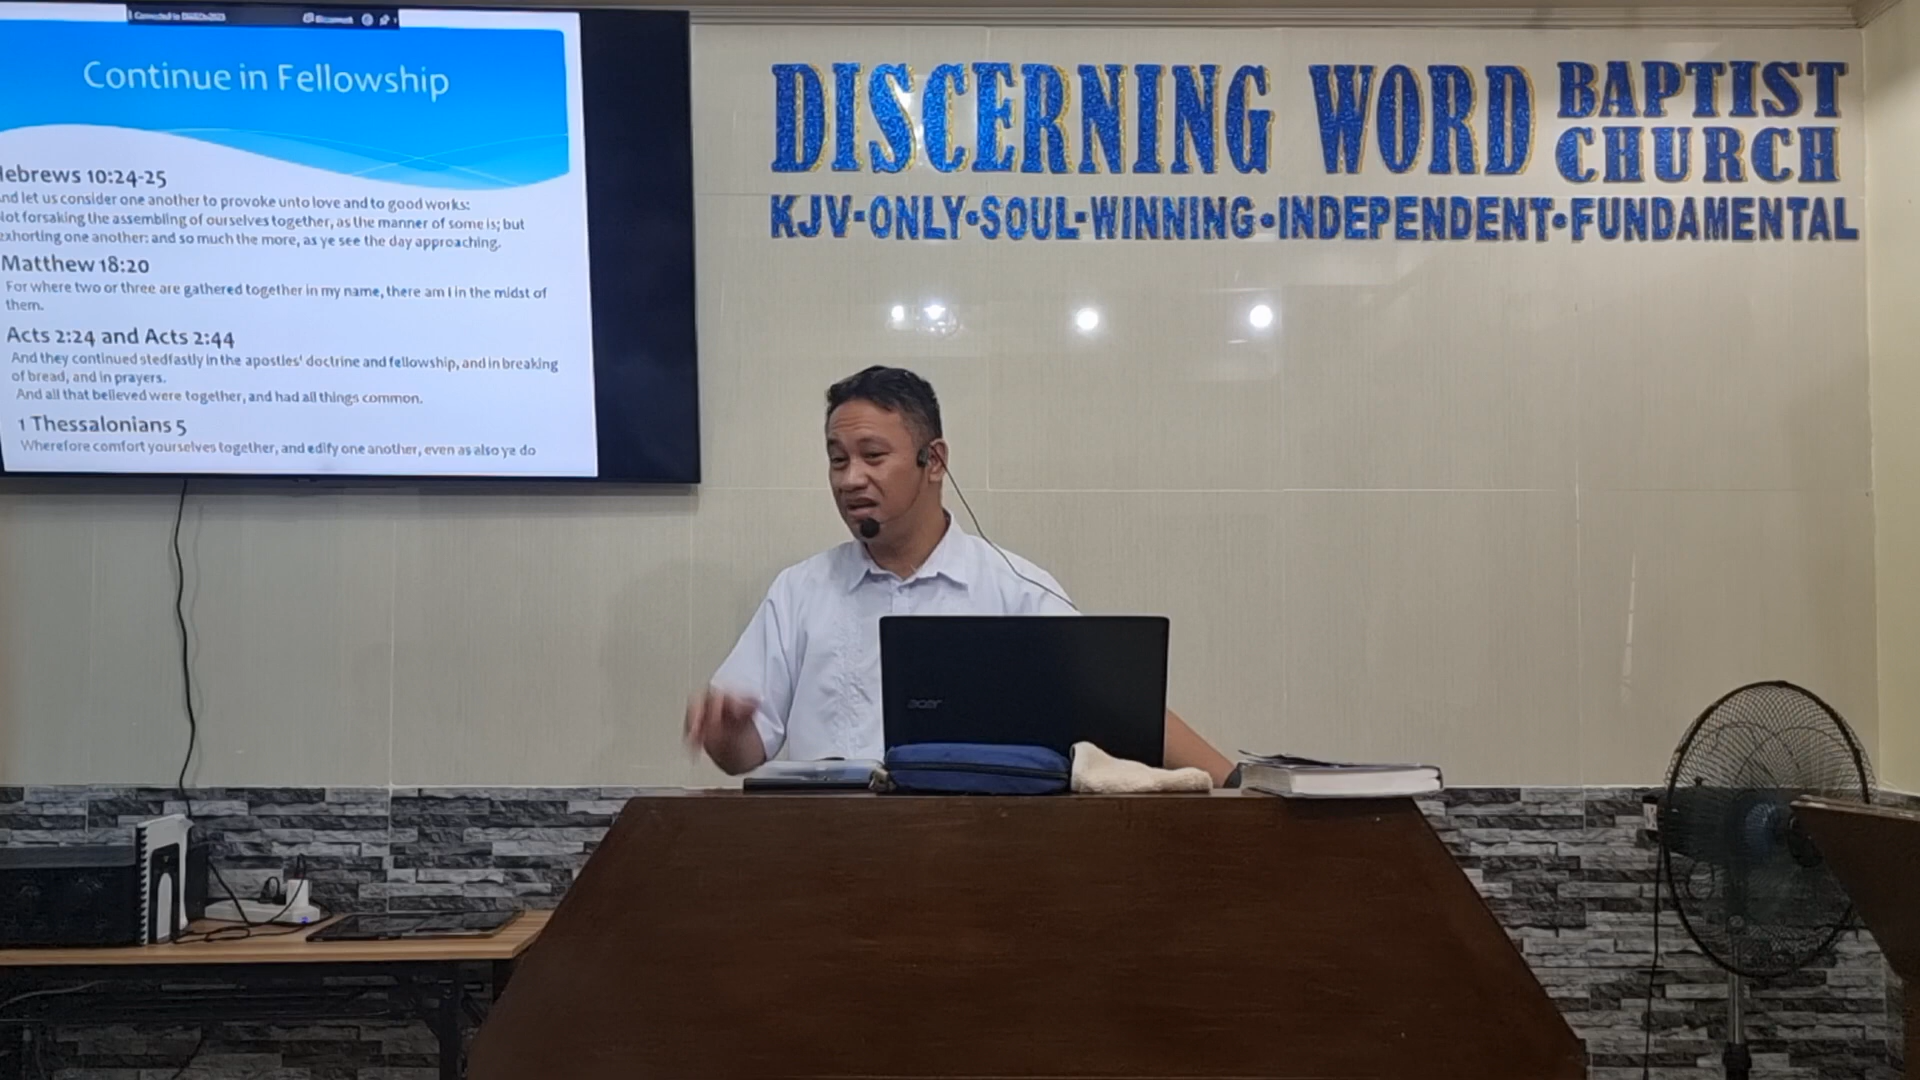 Continue in Fellowship
ebrews 10:24-25
nd let us consider one another to provoke unto love and to good works:
ot forsaking the assembling of ourselves together, as the manner of some is; but
exhorting one another: and so much the more, as ye see the day approaching.
Matthew 18:20
For where two or three are gathered together in my name, there am I in the midst of
them.
Acts 2:24 and Acts 2:44
And they continued stedfastly in the apostles' doctrine and fellowship, and in breaking
of bread, and in prayers.
And all that believed were together, and had all things common.
1 Thessalonians 5
Wherefore comfort yourselves together, and edify one another, even as also ye do
DISCERNING WORD BAPTIST CHURCH
KJV-ONLY•SOUL-WINNING•INDEPENDENT•FUNDAMENTAL
acer